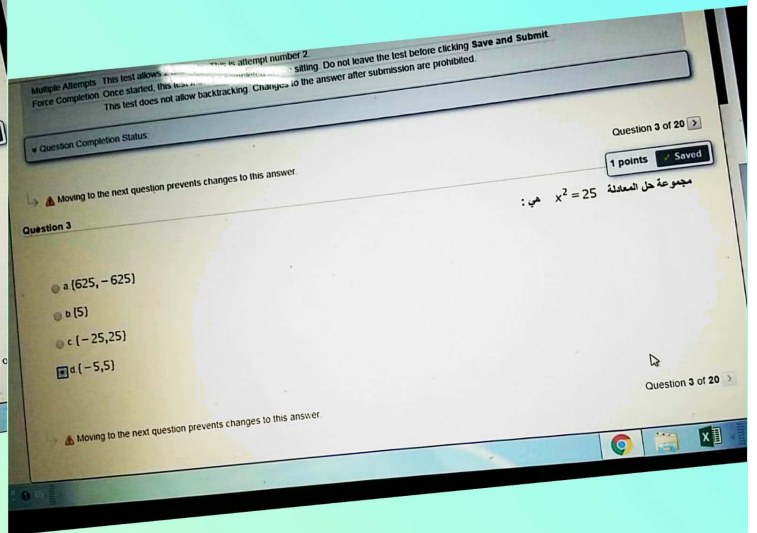 This is attempt number 2.
Multiple Attempts This test allows
Force Completion Once started, this sitting. Do not leave the test before clicking Save and Submit.
This test does not allow backtracking. Changes to the answer after submission are prohibited.
Question Completion Status:
Question 3 of 20 >
Moving to the next question prevents changes to this answer.
1 points ✓ Saved
Question 3
مجموعة حل المعادلة x² = 25 هي :
a {625, – 625}
b {5}
c { – 25,25}
d { – 5,5}
Question 3 of 20 >
Moving to the next question prevents changes to this answer.